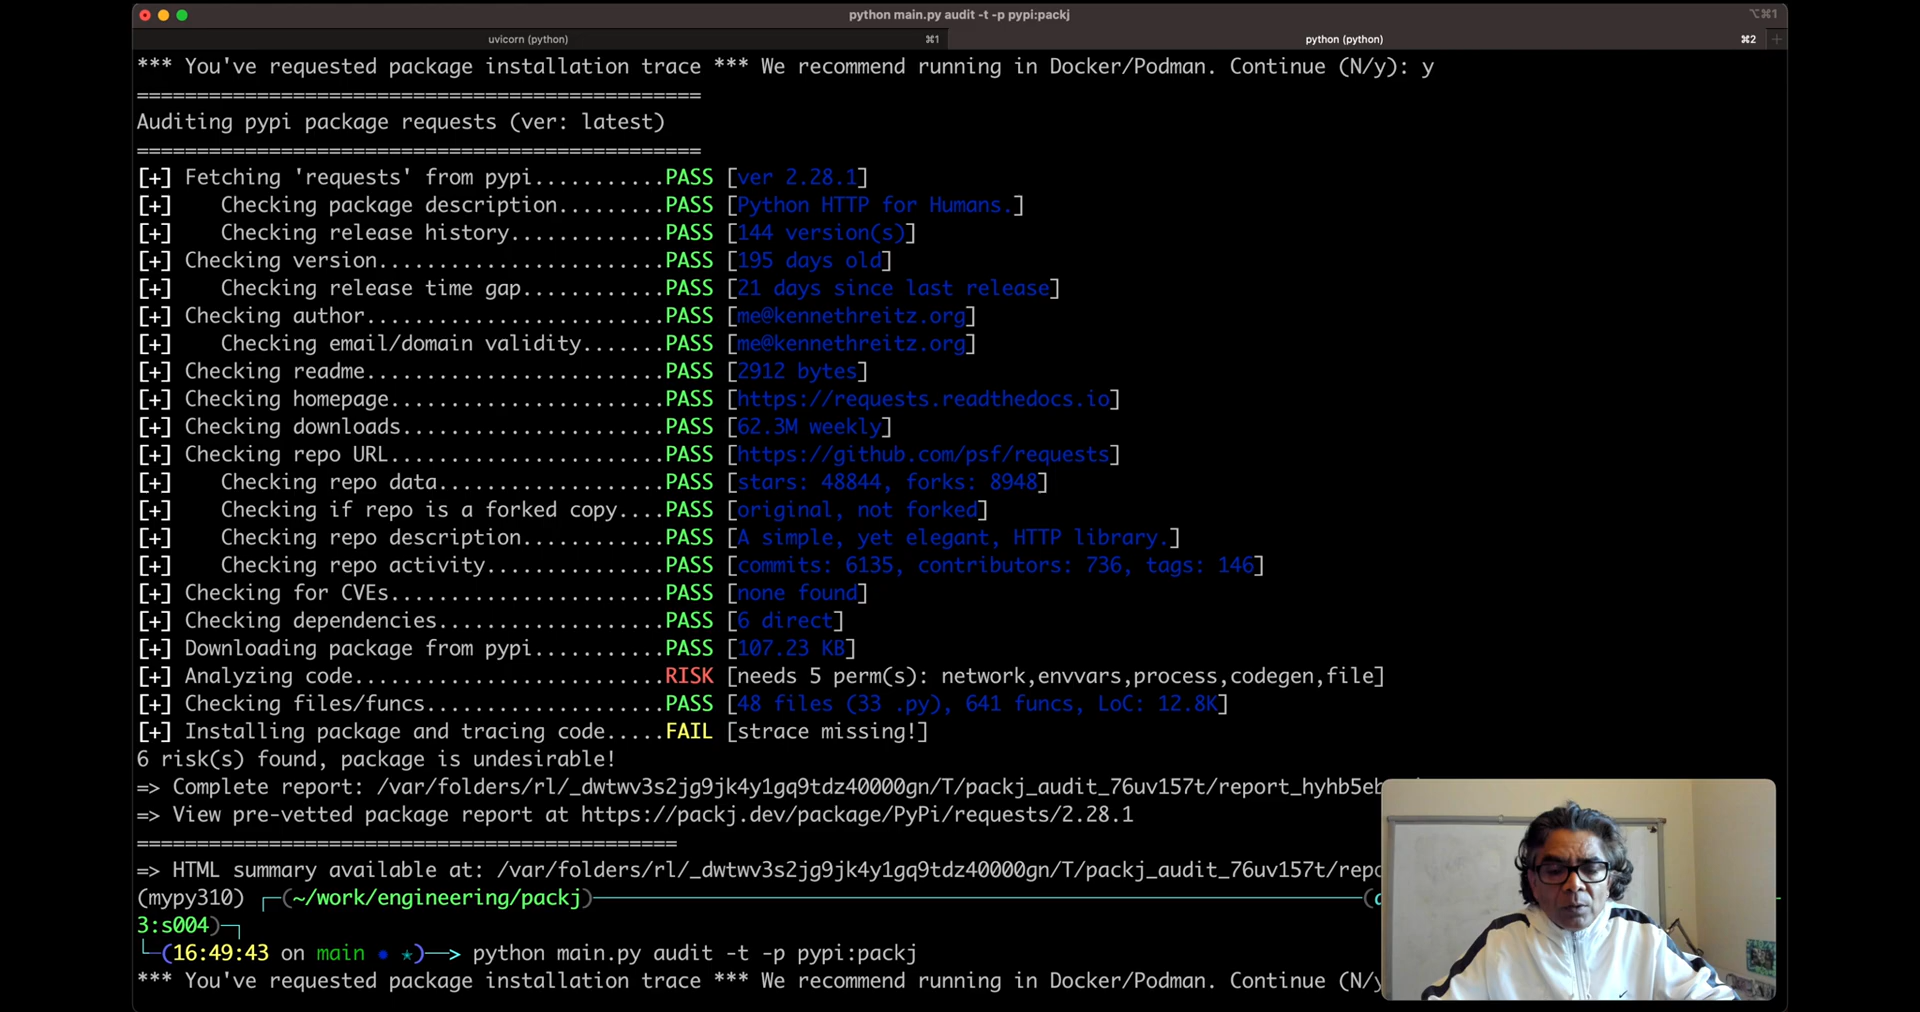 python main.py audit -t -p pypi:packj
⌥⌘1
uvicorn (python) ⌘1 python (python) ⌘2 +
*** You've requested package installation trace *** We recommend running in Docker/Podman. Continue (N/y): y
===============================================
Auditing pypi package requests (ver: latest)
===============================================
[+] Fetching 'requests' from pypi...........PASS [ver 2.28.1]
[+]    Checking package description.........PASS [Python HTTP for Humans.]
[+]    Checking release history.............PASS [144 version(s)]
[+] Checking version........................PASS [195 days old]
[+]    Checking release time gap............PASS [21 days since last release]
[+] Checking author.........................PASS [me@kennethreitz.org]
[+]    Checking email/domain validity.......PASS [me@kennethreitz.org]
[+] Checking readme.........................PASS [2912 bytes]
[+] Checking homepage.......................PASS [https://requests.readthedocs.io]
[+] Checking downloads......................PASS [62.3M weekly]
[+] Checking repo URL.......................PASS [https://github.com/psf/requests]
[+]    Checking repo data...................PASS [stars: 48844, forks: 8948]
[+]    Checking if repo is a forked copy....PASS [original, not forked]
[+]    Checking repo description............PASS [A simple, yet elegant, HTTP library.]
[+]    Checking repo activity...............PASS [commits: 6135, contributors: 736, tags: 146]
[+] Checking for CVEs.......................PASS [none found]
[+] Checking dependencies...................PASS [6 direct]
[+] Downloading package from pypi...........PASS [107.23 KB]
[+] Analyzing code..........................RISK [needs 5 perm(s): network,envvars,process,codegen,file]
[+] Checking files/funcs....................PASS [48 files (33 .py), 641 funcs, LoC: 12.8K]
[+] Installing package and tracing code.....FAIL [strace missing!]
6 risk(s) found, package is undesirable!
=> Complete report: /var/folders/rl/_dwtwv3s2jg9jk4y1gq9tdz40000gn/T/packj_audit_76uv157t/report_hyhb5eb
=> View pre-vetted package report at https://packj.dev/package/PyPi/requests/2.28.1
=============================================
=> HTML summary available at: /var/folders/rl/_dwtwv3s2jg9jk4y1gq9tdz40000gn/T/packj_audit_76uv157t/repo
(mypy310) ┌─(~/work/engineering/packj)
3:s004)─┐
└─(16:49:43 on main ● ✭)──> python main.py audit -t -p pypi:packj
*** You've requested package installation trace *** We recommend running in Docker/Podman. Continue (N/y